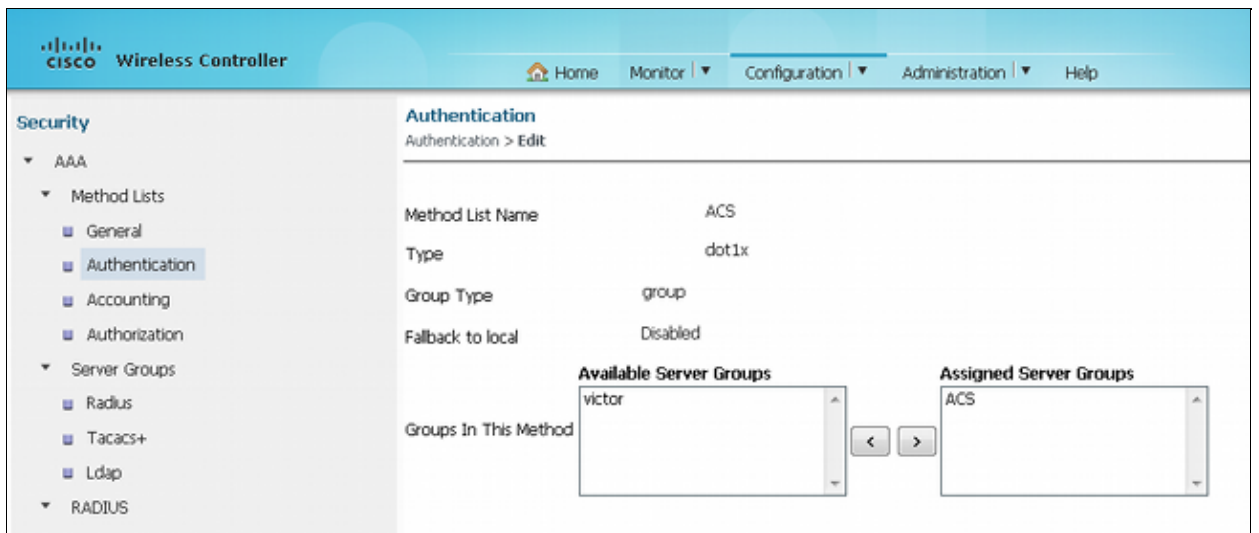 CISCO Wireless Controller
Home Monitor Configuration Administration Help
Security
AAA
Method Lists
General
Authentication
Accounting
Authorization
Server Groups
Radius
Tacacs+
Ldap
RADIUS
Authentication
Authentication > Edit
Method List Name ACS
Type dot1x
Group Type group
Fallback to local Disabled
Available Server Groups Assigned Server Groups
victor ACS
Groups In This Method < >